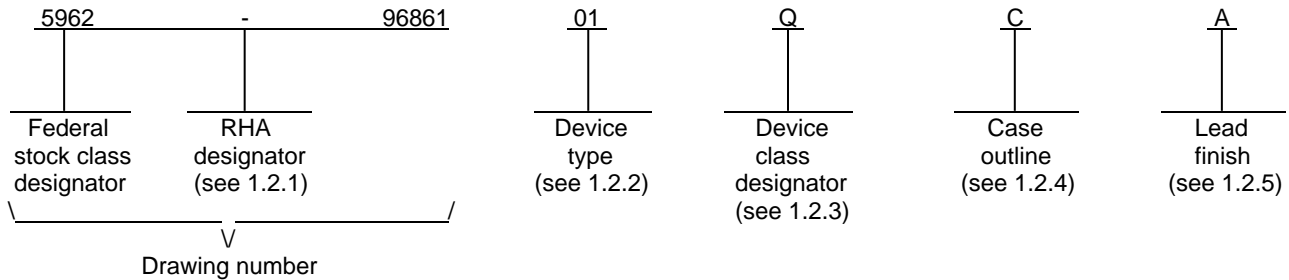 5962 - 96861 01 Q C A
Federal stock class designator
RHA designator (see 1.2.1)
Device type (see 1.2.2)
Device class designator (see 1.2.3)
Case outline (see 1.2.4)
Lead finish (see 1.2.5)
\ /
\/
Drawing number